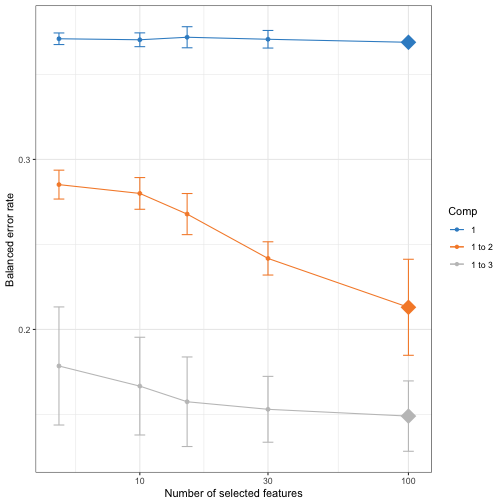 Balanced error rate
0.3
0.2
10
30
100
Number of selected features
Comp
1
1 to 2
1 to 3